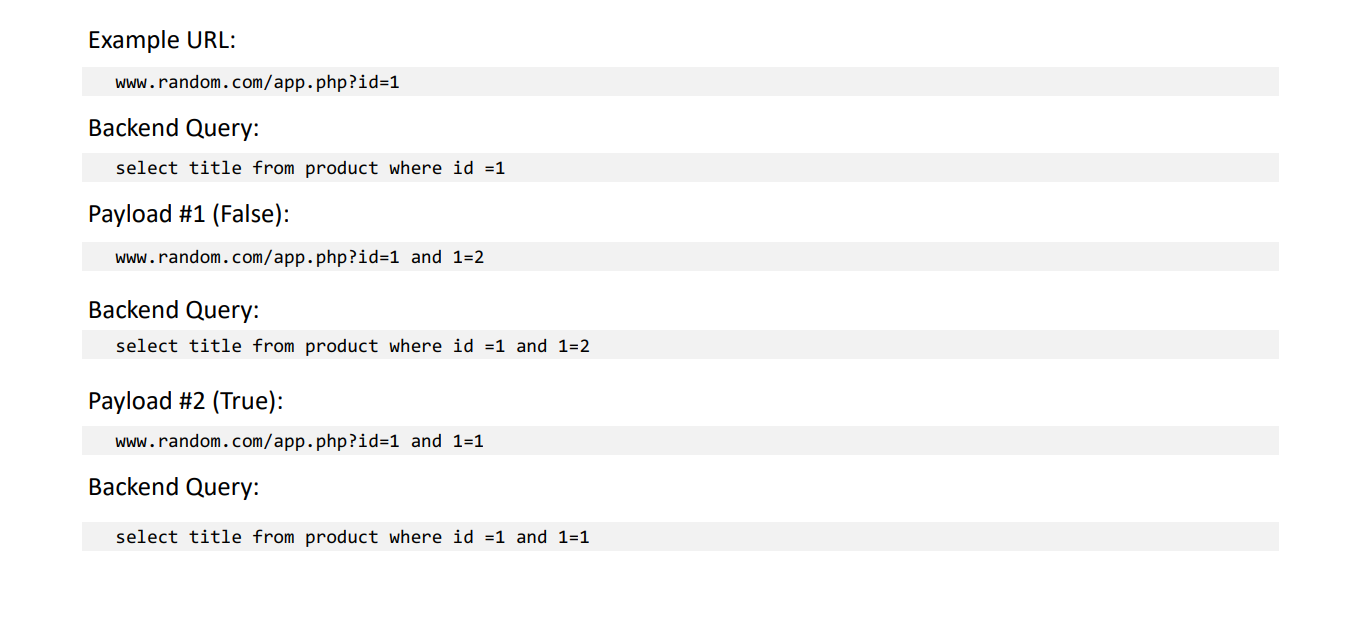 Example URL:
www.random.com/app.php?id=1
Backend Query:
select title from product where id =1
Payload #1 (False):
www.random.com/app.php?id=1 and 1=2
Backend Query:
select title from product where id =1 and 1=2
Payload #2 (True):
www.random.com/app.php?id=1 and 1=1
Backend Query:
select title from product where id =1 and 1=1